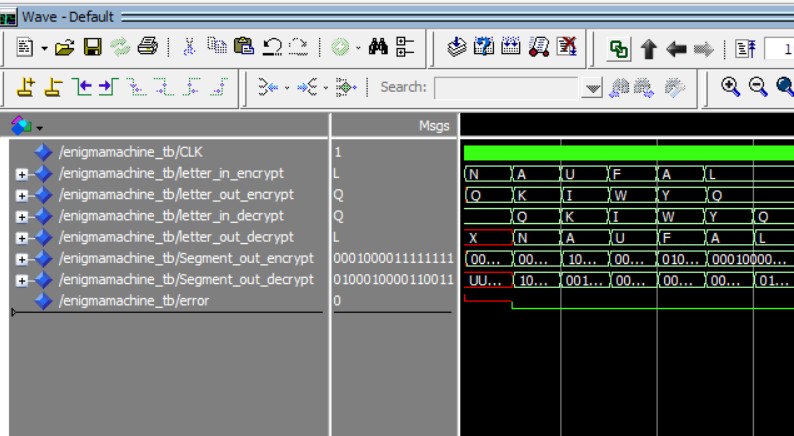 Wave - Default
1
Search:
Msgs
/enigmamachine_tb/CLK 1
/enigmamachine_tb/letter_in_encrypt L N A U F A L
/enigmamachine_tb/letter_out_encrypt Q Q K I W Y Q
/enigmamachine_tb/letter_in_decrypt Q Q K I W Y Q
/enigmamachine_tb/letter_out_decrypt L X N A U F A L
/enigmamachine_tb/Segment_out_encrypt 0001000011111111 00... 00... 10... 00... 010... 00010000...
/enigmamachine_tb/Segment_out_decrypt 0100010000110011 UU... 10... 001... 00... 00... 00... 01...
/enigmamachine_tb/error 0